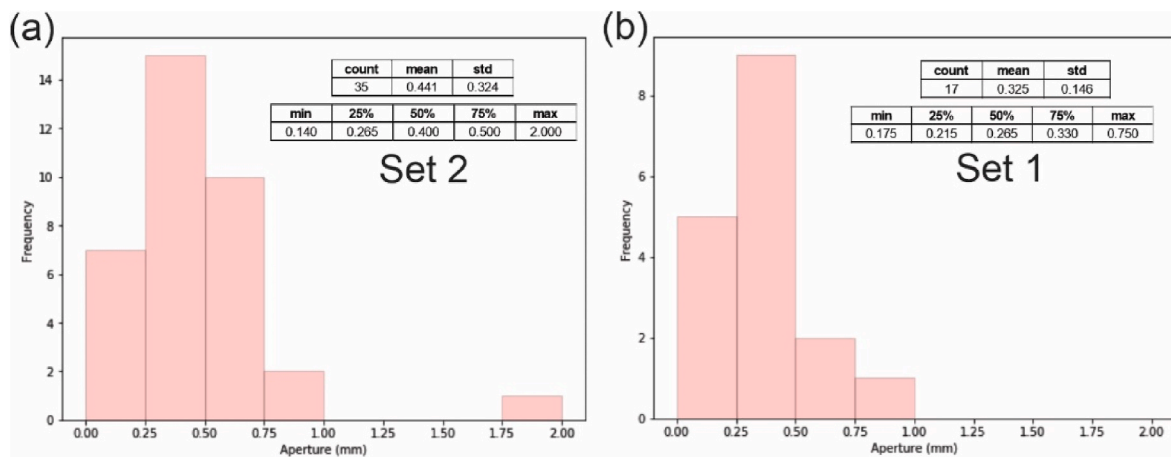 (a)
count mean std
35 0.441 0.324
min 25% 50% 75% max
0.140 0.265 0.400 0.500 2.000
Set 2
Frequency
14
12
10
8
6
4
2
0
0.00 0.25 0.50 0.75 1.00 1.25 1.50 1.75 2.00
Aperture (mm)
(b)
count mean std
17 0.325 0.146
min 25% 50% 75% max
0.175 0.215 0.265 0.330 0.750
Set 1
Frequency
8
6
4
2
0
0.00 0.25 0.50 0.75 1.00 1.25 1.50 1.75 2.00
Aperture (mm)